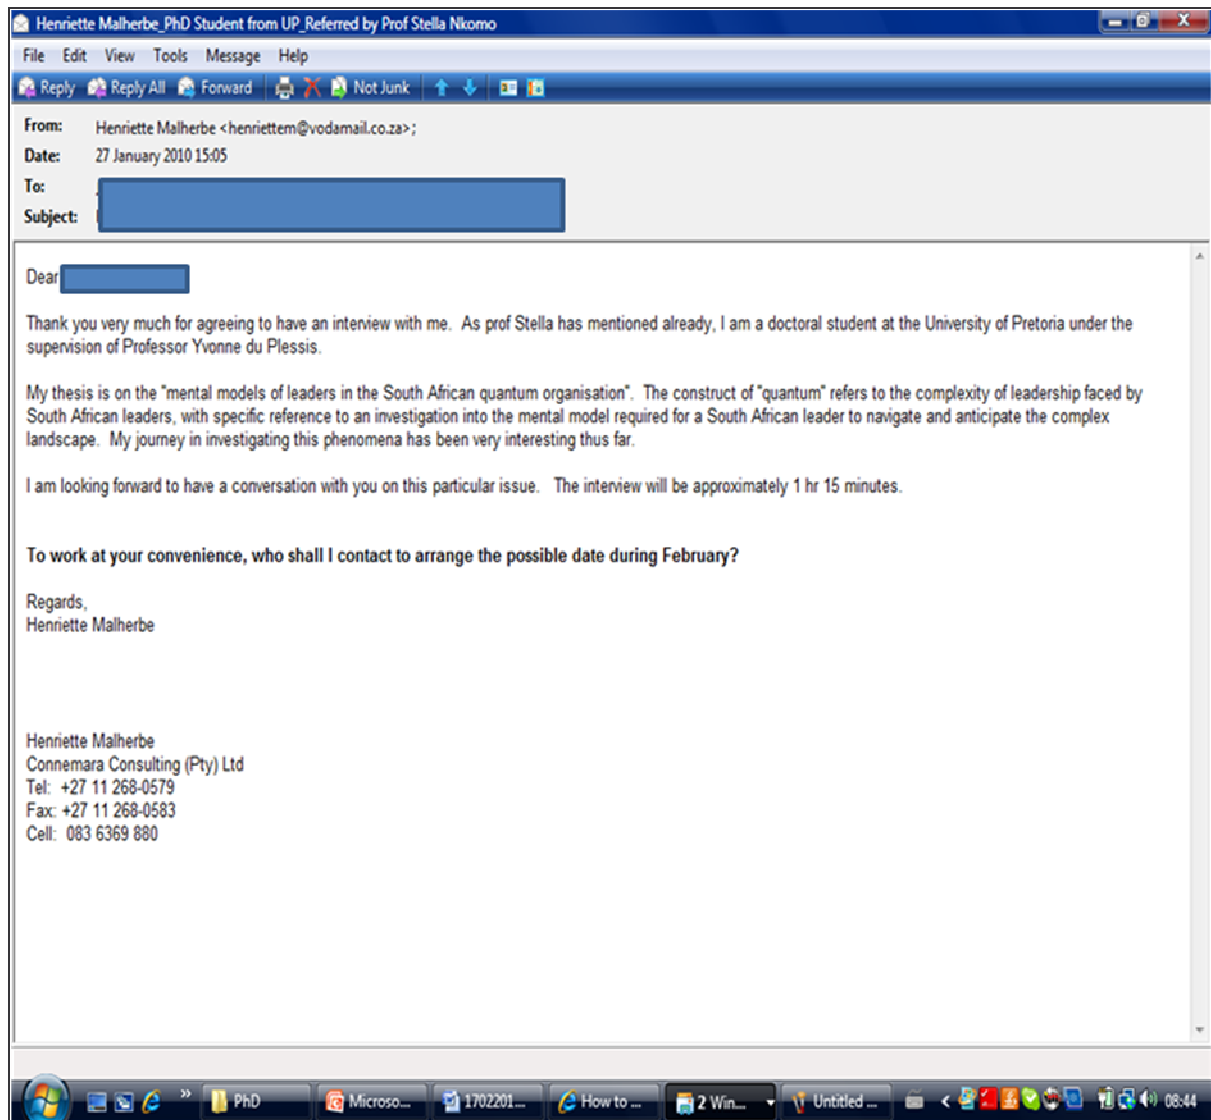 Henriette Malherbe_PhD Student from UP_Referred by Prof Stella Nkomo
File Edit View Tools Message Help
Reply Reply All Forward Not Junk
From: Henriette Malherbe <henriettem@vodamail.co.za>;
Date: 27 January 2010 15:05
To:
Subject:
Dear
Thank you very much for agreeing to have an interview with me. As prof Stella has mentioned already, I am a doctoral student at the University of Pretoria under the
supervision of Professor Yvonne du Plessis.
My thesis is on the "mental models of leaders in the South African quantum organisation". The construct of "quantum" refers to the complexity of leadership faced by
South African leaders, with specific reference to an investigation into the mental model required for a South African leader to navigate and anticipate the complex
landscape. My journey in investigating this phenomena has been very interesting thus far.
I am looking forward to have a conversation with you on this particular issue. The interview will be approximately 1 hr 15 minutes.
To work at your convenience, who shall I contact to arrange the possible date during February?
Regards,
Henriette Malherbe
Henriette Malherbe
Connemara Consulting (Pty) Ltd
Tel: +27 11 268-0579
Fax: +27 11 268-0583
Cell: 083 6369 880
PhD Microso... 1702201... How to ... 2 Win... Untitled ... 08:44